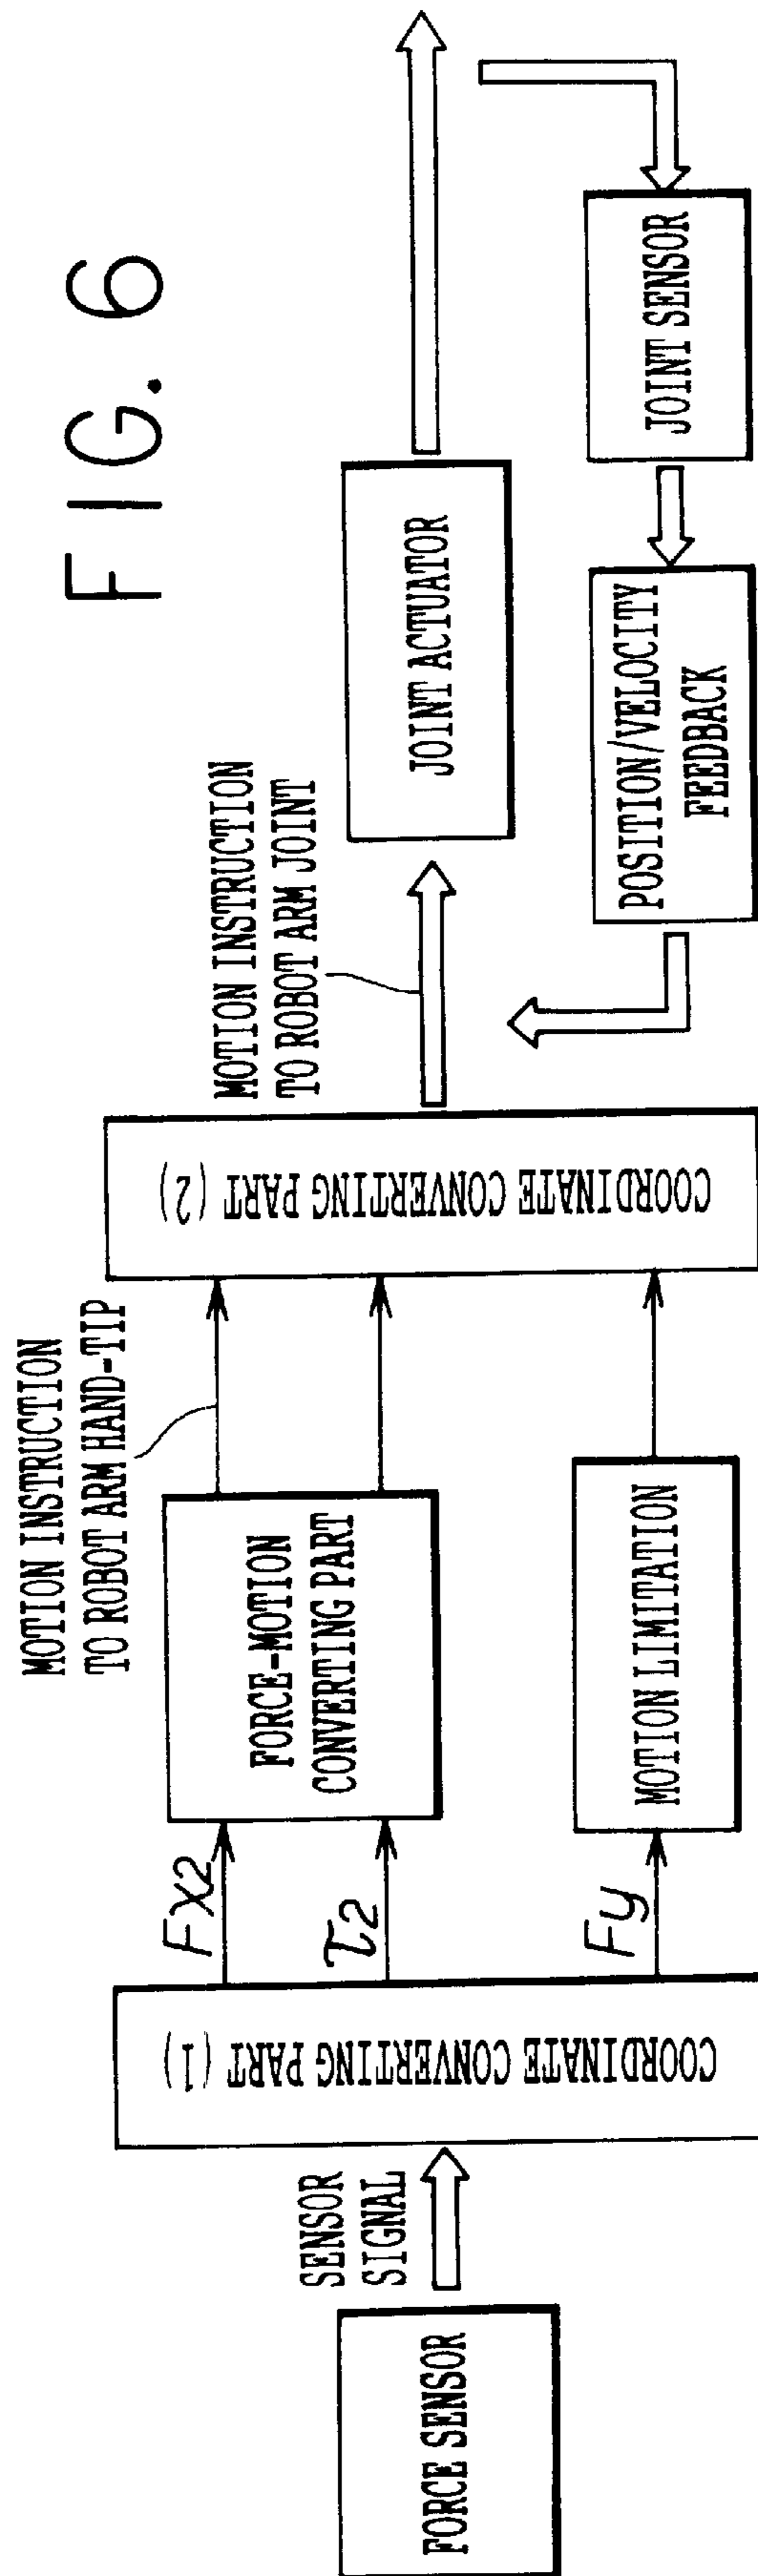 FIG. 6
FORCE SENSOR
SENSOR
SIGNAL
COORDINATE CONVERTING PART (1)
Fx2
τ2
Fy
FORCE-MOTION
CONVERTING PART
MOTION LIMITATION
MOTION INSTRUCTION
TO ROBOT ARM HAND-TIP
COORDINATE CONVERTING PART (2)
MOTION INSTRUCTION
TO ROBOT ARM JOINT
JOINT ACTUATOR
POSITION/VELOCITY
FEEDBACK
JOINT SENSOR